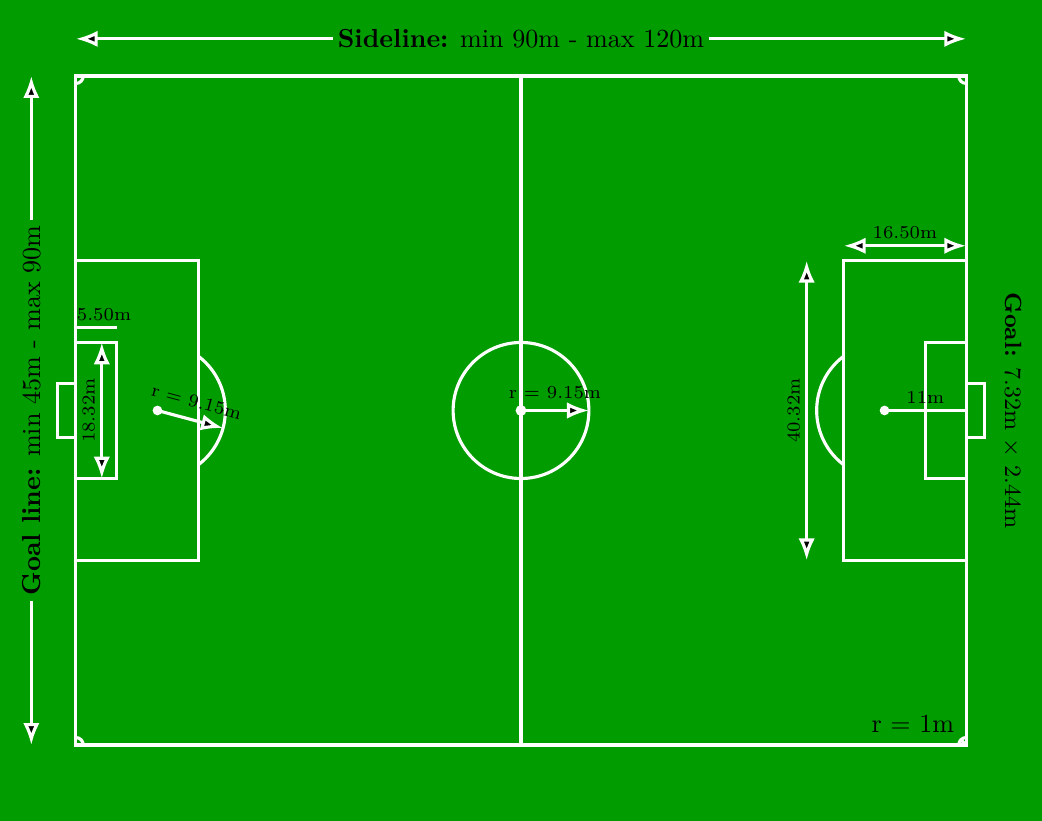 Sideline: min 90m - max 120m
Goal line: min 45m - max 90m
16.50m
5.50m
18.32m
r = 9.15m
r = 9.15m
40.32m
11m
Goal: 7.32m × 2.44m
r = 1m